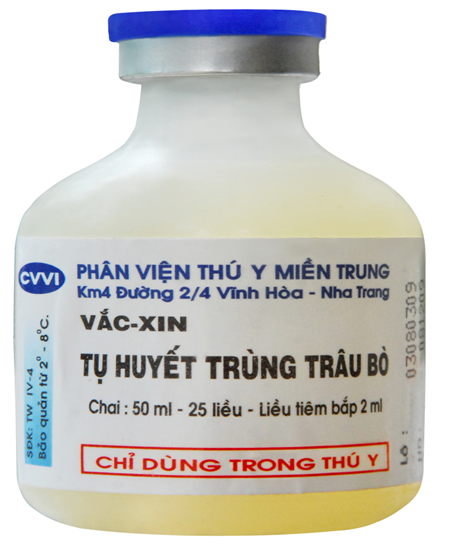 CVVI
PHÂN VIỆN THÚ Y MIỀN TRUNG
Km4 Đường 2/4 Vĩnh Hòa - Nha Trang
VẮC-XIN
TỤ HUYẾT TRÙNG TRÂU BÒ
Chai : 50 ml - 25 liều - Liều tiêm bắp 2 ml
CHỈ DÙNG TRONG THÚ Y
SĐK: TW IV-4
Bảo quản từ 2° - 8°C.
Lô : 03080309